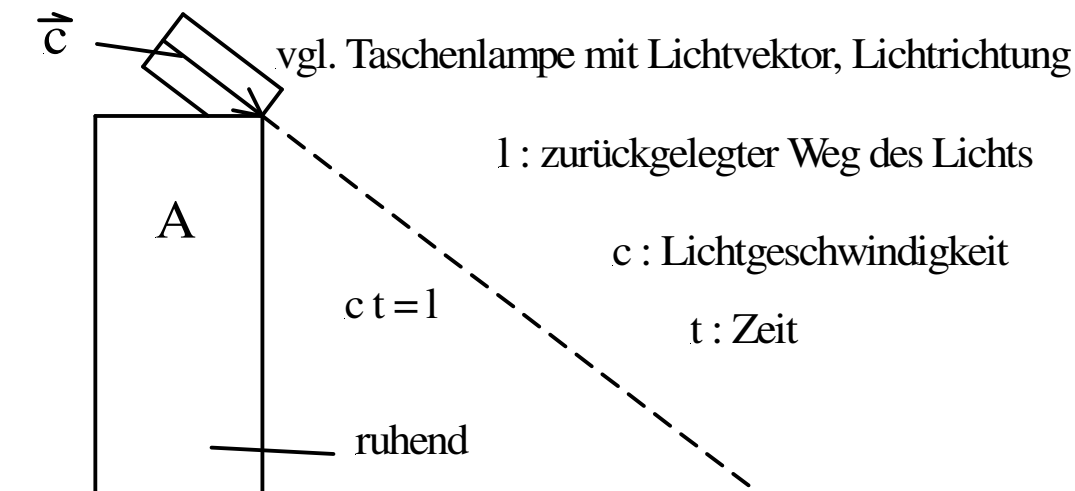 c⃗
vgl. Taschenlampe mit Lichtvektor, Lichtrichtung
l : zurückgelegter Weg des Lichts
A
c : Lichtgeschwindigkeit
c t = l
t : Zeit
ruhend